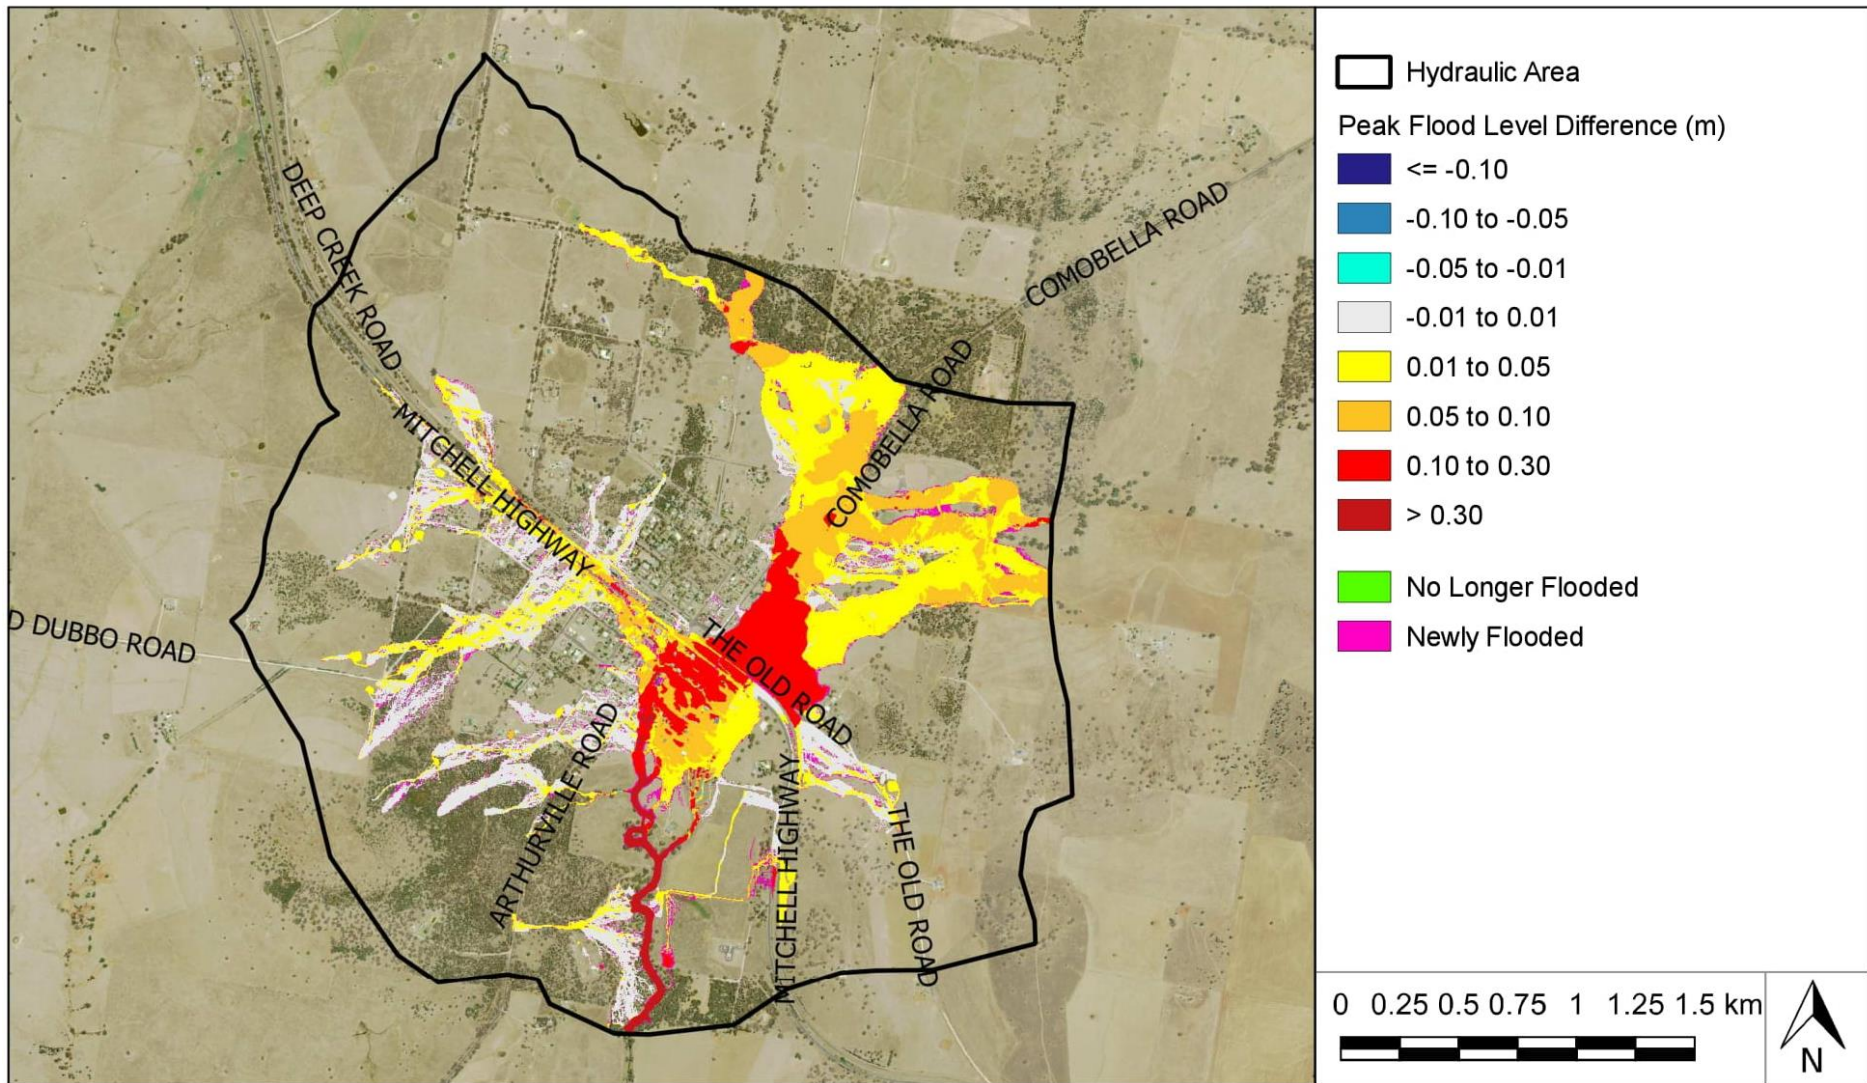 DEEP CREEK ROAD
COMOBELLA ROAD
COMOBELLA ROAD
MITCHELL HIGHWAY
D DUBBO ROAD
THE OLD ROAD
ARTHURVILLE ROAD
MITCHELL HIGHWAY
THE OLD ROAD
Hydraulic Area
Peak Flood Level Difference (m)
<= -0.10
-0.10 to -0.05
-0.05 to -0.01
-0.01 to 0.01
0.01 to 0.05
0.05 to 0.10
0.10 to 0.30
> 0.30
No Longer Flooded
Newly Flooded
0 0.25 0.5 0.75 1 1.25 1.5 km
N